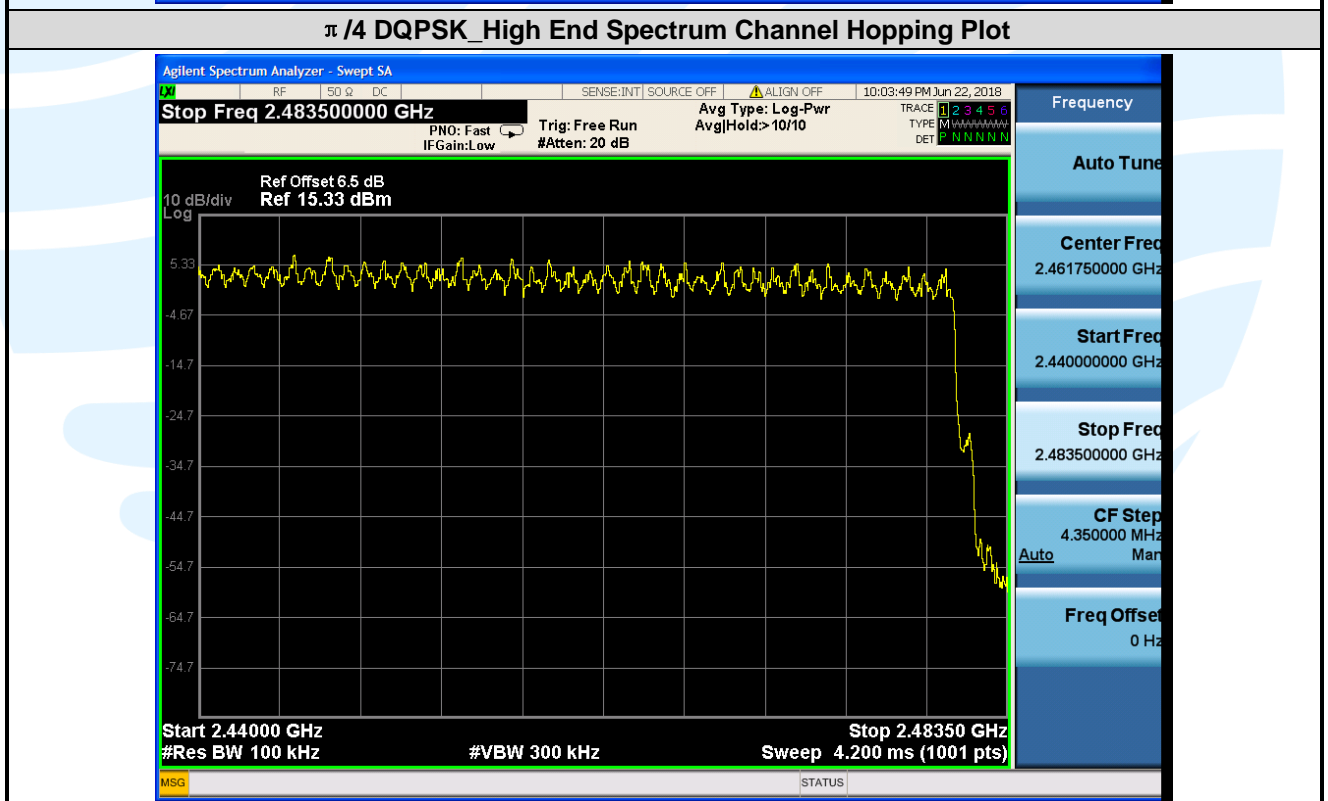 π/4 DQPSK_High End Spectrum Channel Hopping Plot
Agilent Spectrum Analyzer - Swept SA
LXI RF 50 Ω DC SENSE:INT SOURCE OFF ALIGN OFF 10:03:49 PM Jun 22, 2018
Stop Freq 2.483500000 GHz
PNO: Fast
IFGain:Low
Trig: Free Run
#Atten: 20 dB
Avg Type: Log-Pwr
Avg|Hold:>10/10
TRACE 1 2 3 4 5 6
TYPE M WWWWW
DET P N N N N N
Frequency
Auto Tune
Center Freq
2.461750000 GHz
Start Freq
2.440000000 GHz
Stop Freq
2.483500000 GHz
CF Step
4.350000 MHz
Auto Man
Freq Offset
0 Hz
Ref Offset 6.5 dB
10 dB/div Ref 15.33 dBm
Log
5.33
-4.67
-14.7
-24.7
-34.7
-44.7
-54.7
-64.7
-74.7
Start 2.44000 GHz Stop 2.48350 GHz
#Res BW 100 kHz #VBW 300 kHz Sweep 4.200 ms (1001 pts)
MSG STATUS